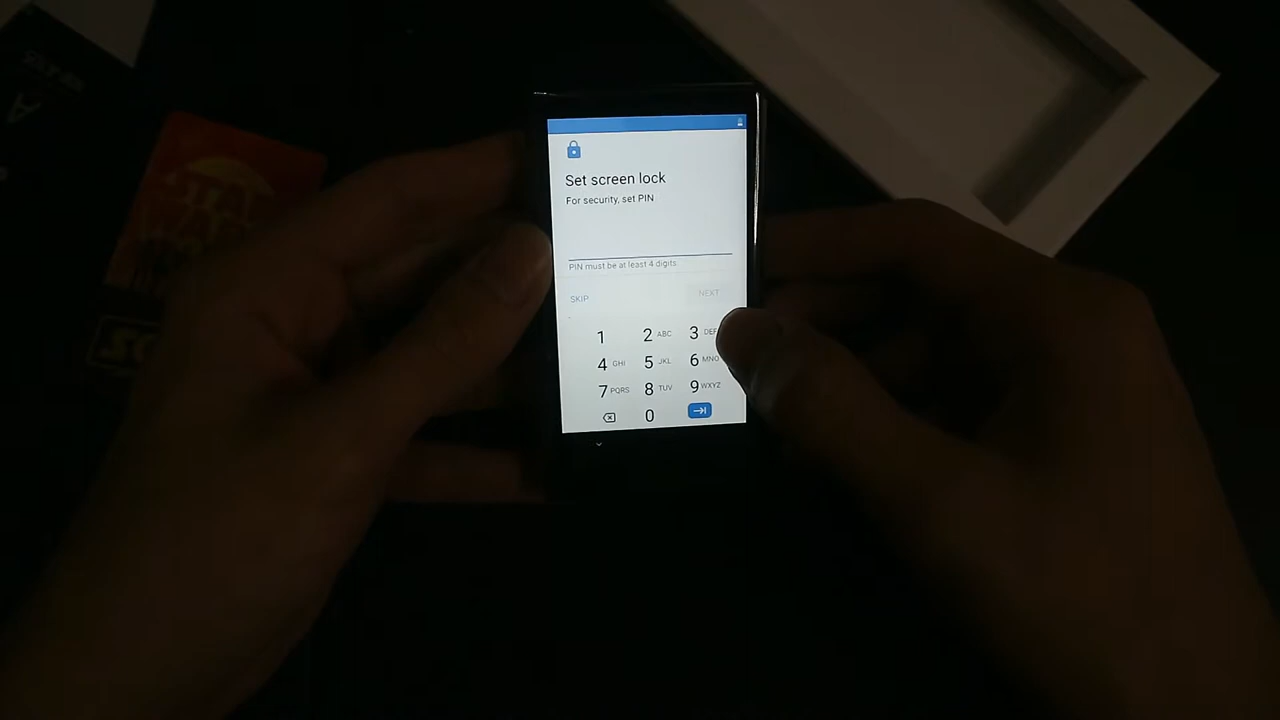 Set screen lock
For security, set PIN
PIN must be at least 4 digits
SKIP NEXT
1 2 ABC 3 DEF
4 GHI 5 JKL 6 MNO
7 PQRS 8 TUV 9 WXYZ
0